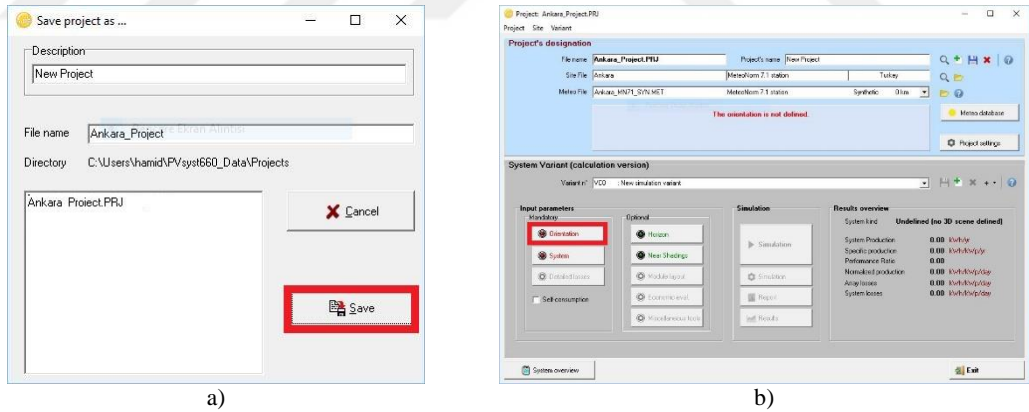 Save project as ...
Description
New Project
File name
Ankara_Project
Directory C:\Users\hamid\PVsyst660_Data\Projects
Ankara Project.PRJ
Cancel
Save
a)
Project: Ankara_Project.PRJ
Project Site Variant
Project's designation
File name Ankara_Project.PRJ Project's name New Project
Site File Ankara MeteoNorm 7.1 station Turkey
Meteo File Ankara_MN71_SYN.MET MeteoNorm 7.1 station Synthetic 0 km
The orientation is not defined.
Meteo database
Project settings
System Variant (calculation version)
Variant n° VC0 : New simulation variant
Input parameters
Mandatory
Orientation
System
Detailed losses
Self-consumption
Optional
Horizon
Near Shadings
Module layout
Economic eval.
Miscellaneous tools
Simulation
Simulation
Simulation
Report
Results
Results overview
System kind Undefined (no 3D scene defined)
System Production 0.00 kWh/yr
Specific production 0.00 kWh/kWp/yr
Performance Ratio 0.00
Normalized production 0.00 kWh/kWp/day
Array losses 0.00 kWh/kWp/day
System losses 0.00 kWh/kWp/day
System overview
Exit
b)